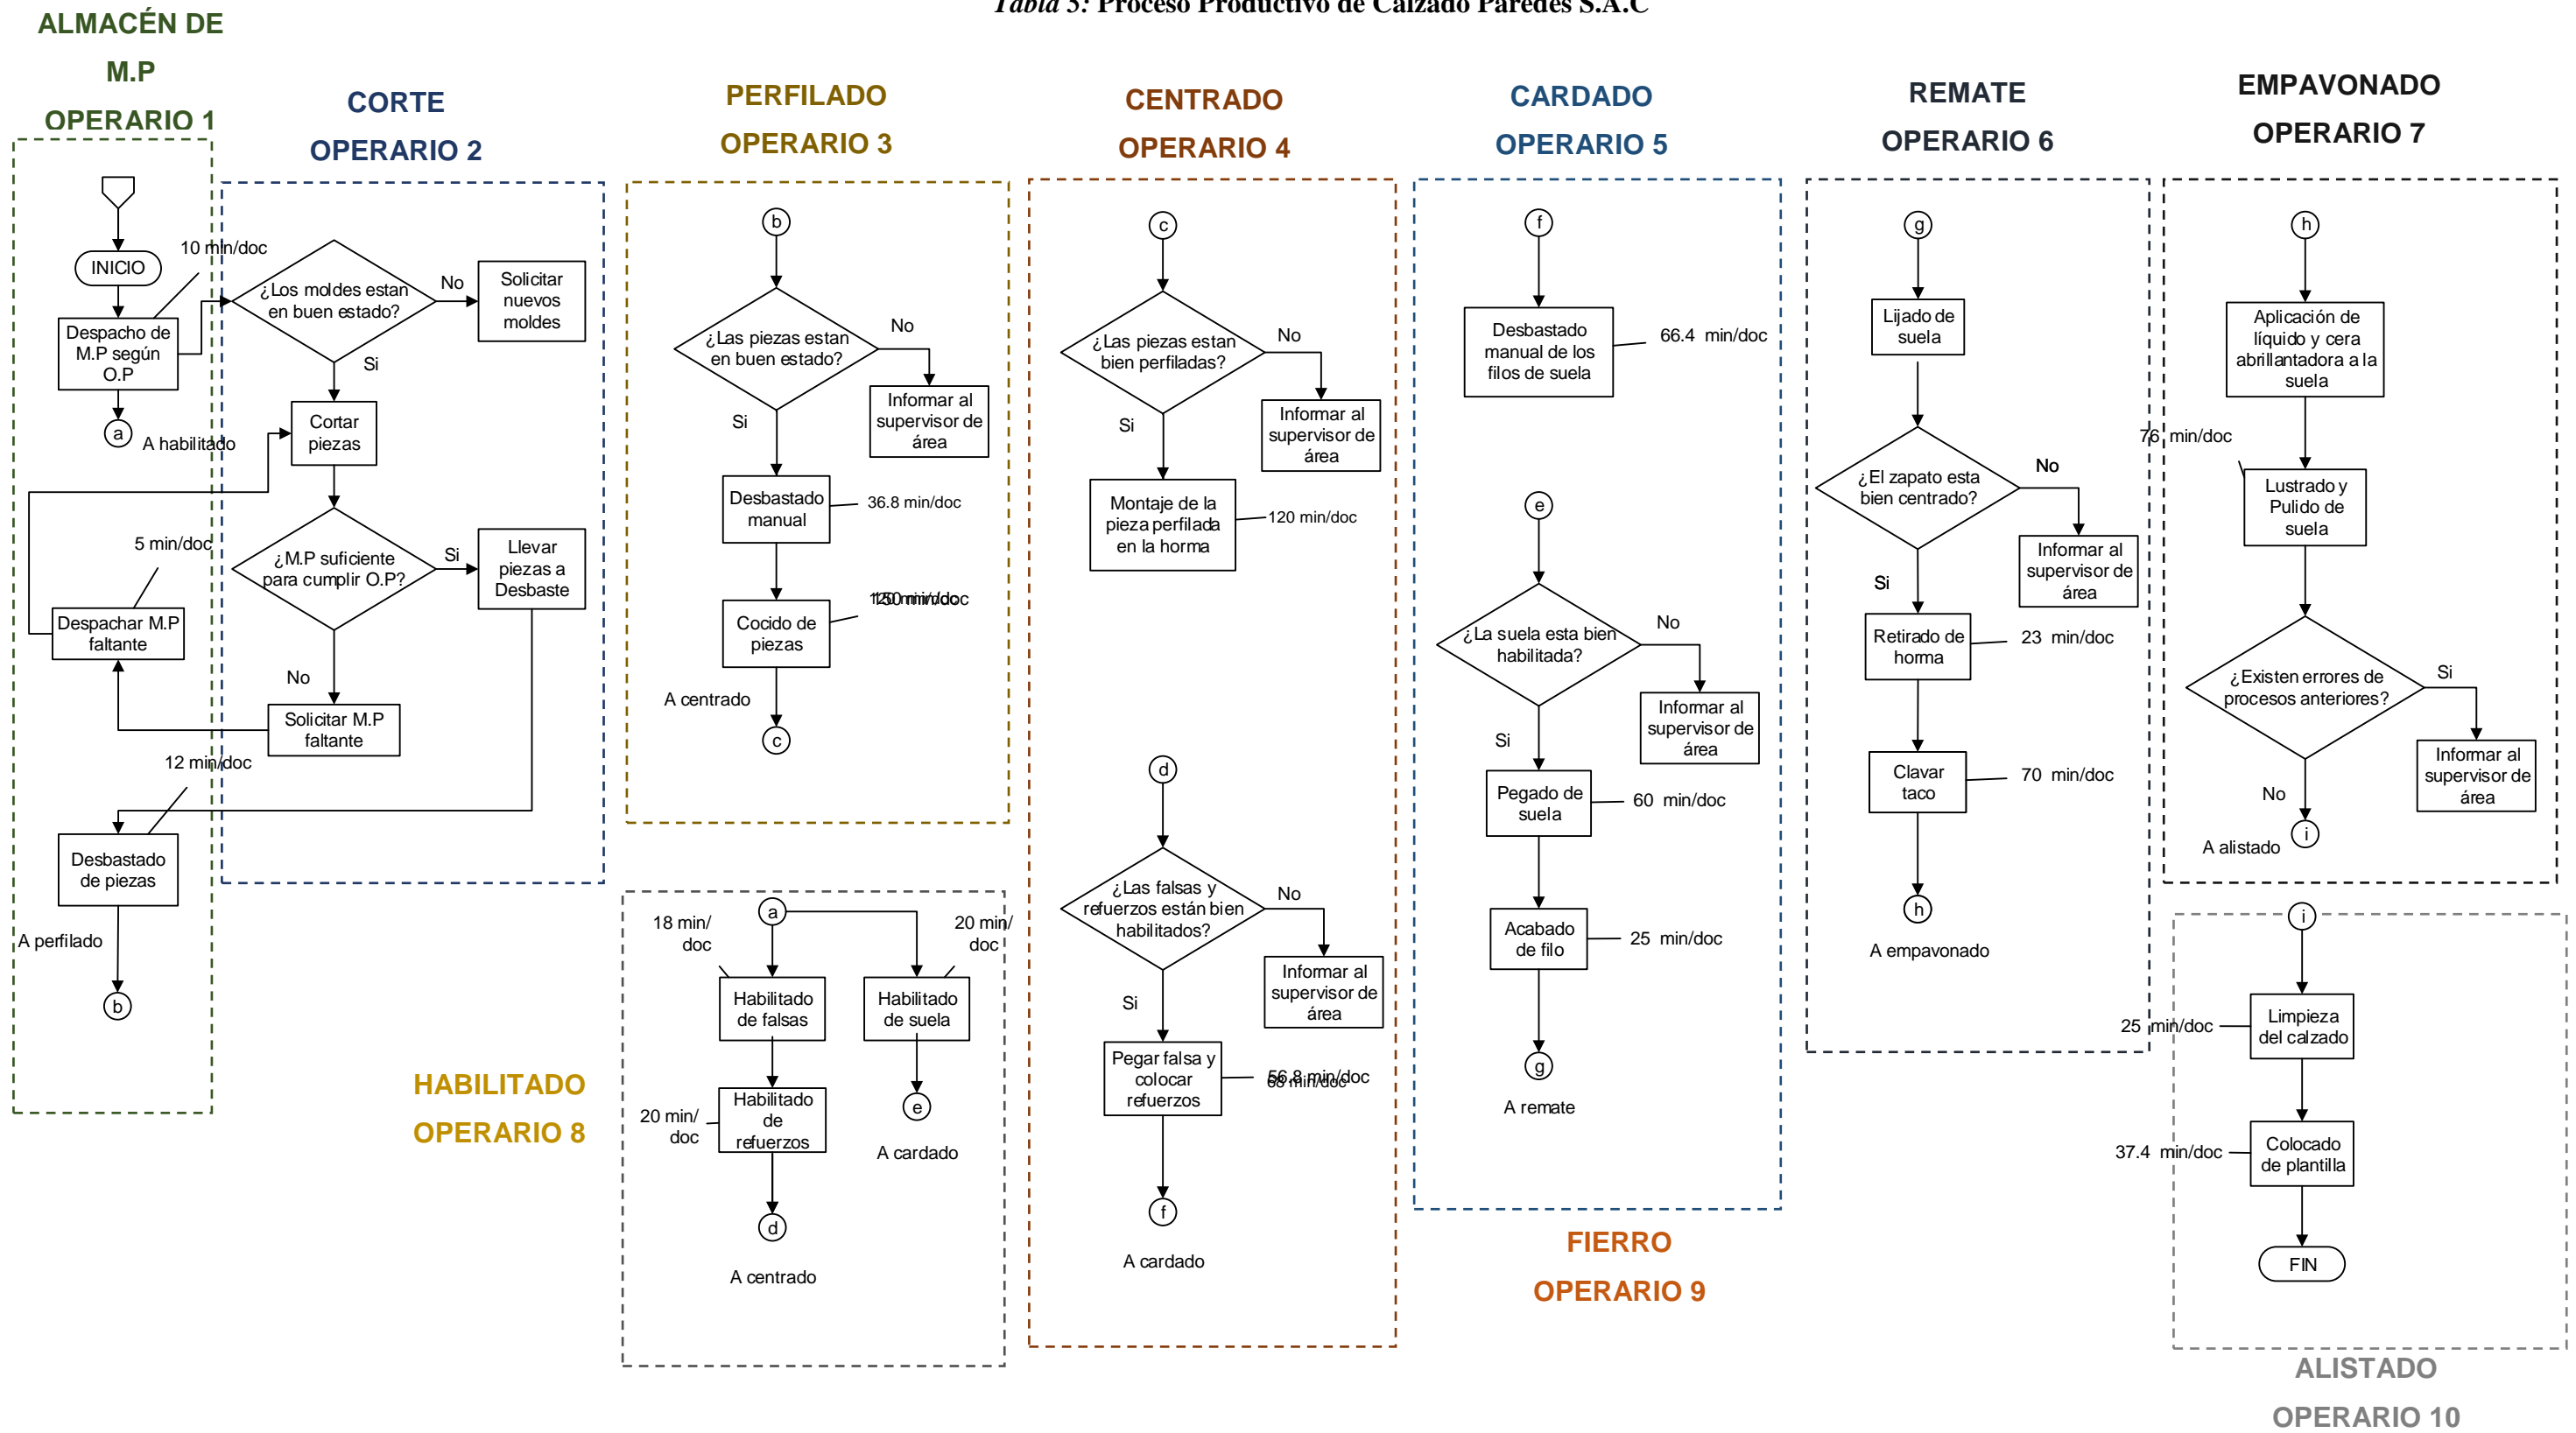 Tabla 5: Proceso Productivo de Calzado Paredes S.A.C
ALMACÉN DE
M.P
OPERARIO 1
INICIO
10 min/doc
Despacho de
M.P según
O.P
a
A habilitado
5 min/doc
Despachar M.P
faltante
12 min/doc
Desbastado
de piezas
A perfilado
b
CORTE
OPERARIO 2
¿Los moldes estan
en buen estado?
No
Solicitar
nuevos
moldes
Si
Cortar
piezas
¿M.P suficiente
para cumplir O.P?
Si
Llevar
piezas a
Desbaste
No
Solicitar M.P
faltante
PERFILADO
OPERARIO 3
b
¿Las piezas estan
en buen estado?
No
Informar al
supervisor de
área
Si
Desbastado
manual
36.8 min/doc
Cocido de
piezas
A centrado
c
HABILITADO
OPERARIO 8
a
18 min/
doc
20 min/
doc
Habilitado
de falsas
Habilitado
de suela
20 min/
doc
Habilitado
de
refuerzos
e
A cardado
d
A centrado
CENTRADO
OPERARIO 4
c
¿Las piezas estan
bien perfiladas?
No
Informar al
supervisor de
área
Si
Montaje de la
pieza perfilada
en la horma
120 min/doc
d
¿Las falsas y
refuerzos están bien
habilitados?
No
Informar al
supervisor de
área
Si
Pegar falsa y
colocar
refuerzos
56.8 min/doc
68 min/doc
f
A cardado
CARDADO
OPERARIO 5
f
Desbastado
manual de los
filos de suela
66.4 min/doc
e
¿La suela esta bien
habilitada?
No
Informar al
supervisor de
área
Si
Pegado de
suela
60 min/doc
Acabado
de filo
25 min/doc
g
A remate
FIERRO
OPERARIO 9
REMATE
OPERARIO 6
g
Lijado de
suela
¿El zapato esta
bien centrado?
No
Informar al
supervisor de
área
Si
Retirado de
horma
23 min/doc
Clavar
taco
70 min/doc
h
A empavonado
EMPAVONADO
OPERARIO 7
h
Aplicación de
líquido y cera
abrillantadora a la
suela
76 min/doc
Lustrado y
Pulido de
suela
¿Existen errores de
procesos anteriores?
Si
Informar al
supervisor de
área
No
i
A alistado
i
Limpieza
del calzado
25 min/doc
Colocado
de plantilla
37.4 min/doc
FIN
ALISTADO
OPERARIO 10